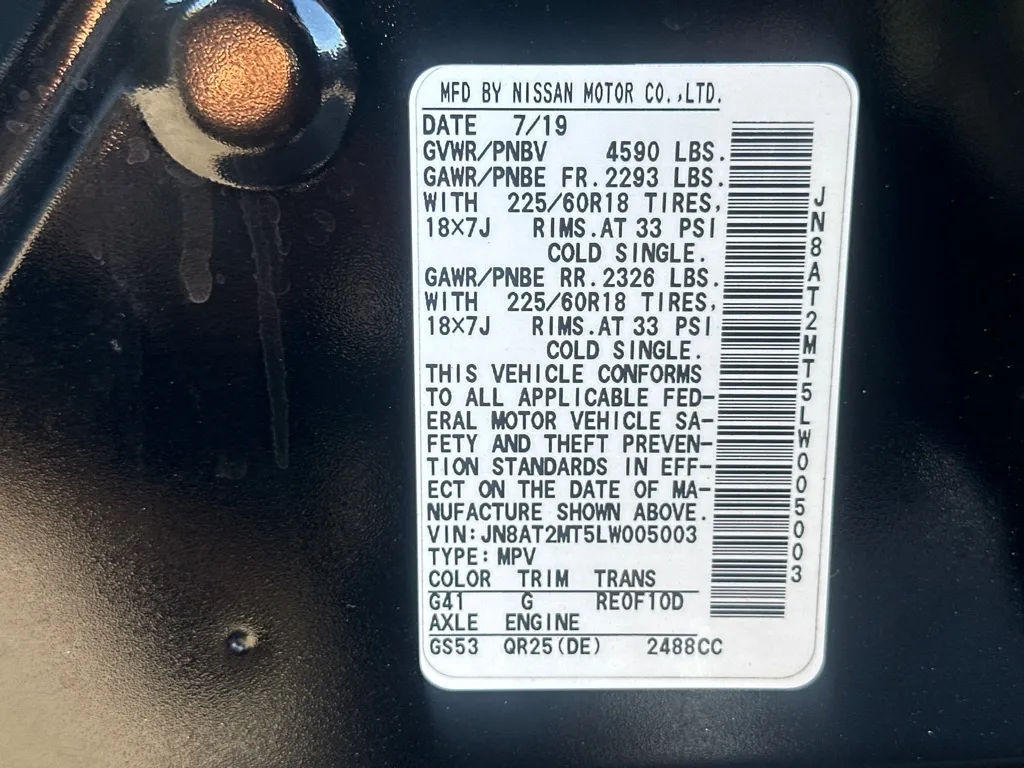 MFD BY NISSAN MOTOR CO.,LTD.
DATE 7/19
GVWR/PNBV 4590 LBS.
GAWR/PNBE FR.2293 LBS.
WITH 225/60R18 TIRES,
18×7J RIMS.AT 33 PSI
COLD SINGLE.
GAWR/PNBE RR.2326 LBS.
WITH 225/60R18 TIRES,
18×7J RIMS.AT 33 PSI
COLD SINGLE.
THIS VEHICLE CONFORMS
TO ALL APPLICABLE FED-
ERAL MOTOR VEHICLE SA-
FETY AND THEFT PREVEN-
TION STANDARDS IN EFF-
ECT ON THE DATE OF MA-
NUFACTURE SHOWN ABOVE.
VIN:JN8AT2MT5LW005003
TYPE:MPV
COLOR TRIM TRANS
G41 G RE0F10D
AXLE ENGINE
GS53 QR25(DE) 2488CC
JN8AT2MT5LW005003